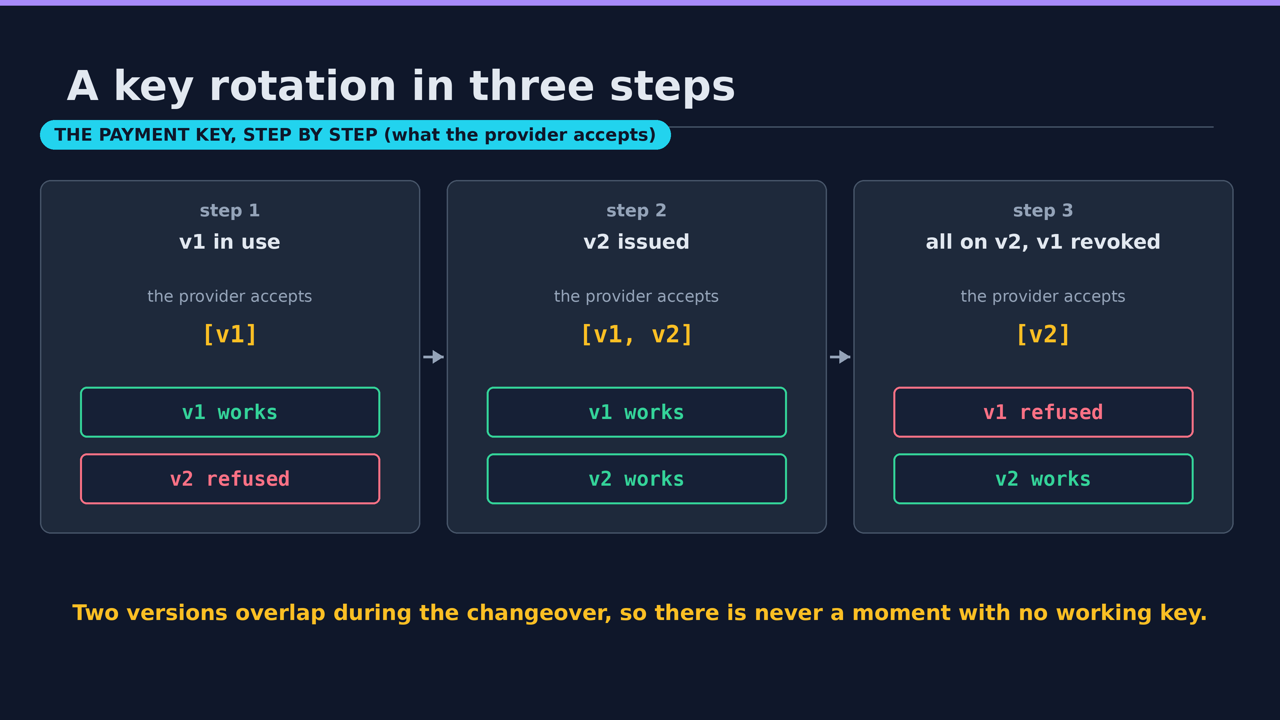 A key rotation in three steps
THE PAYMENT KEY, STEP BY STEP (what the provider accepts)
step 1
v1 in use
the provider accepts
[v1]
v1 works
v2 refused
step 2
v2 issued
the provider accepts
[v1, v2]
v1 works
v2 works
step 3
all on v2, v1 revoked
the provider accepts
[v2]
v1 refused
v2 works
Two versions overlap during the changeover, so there is never a moment with no working key.